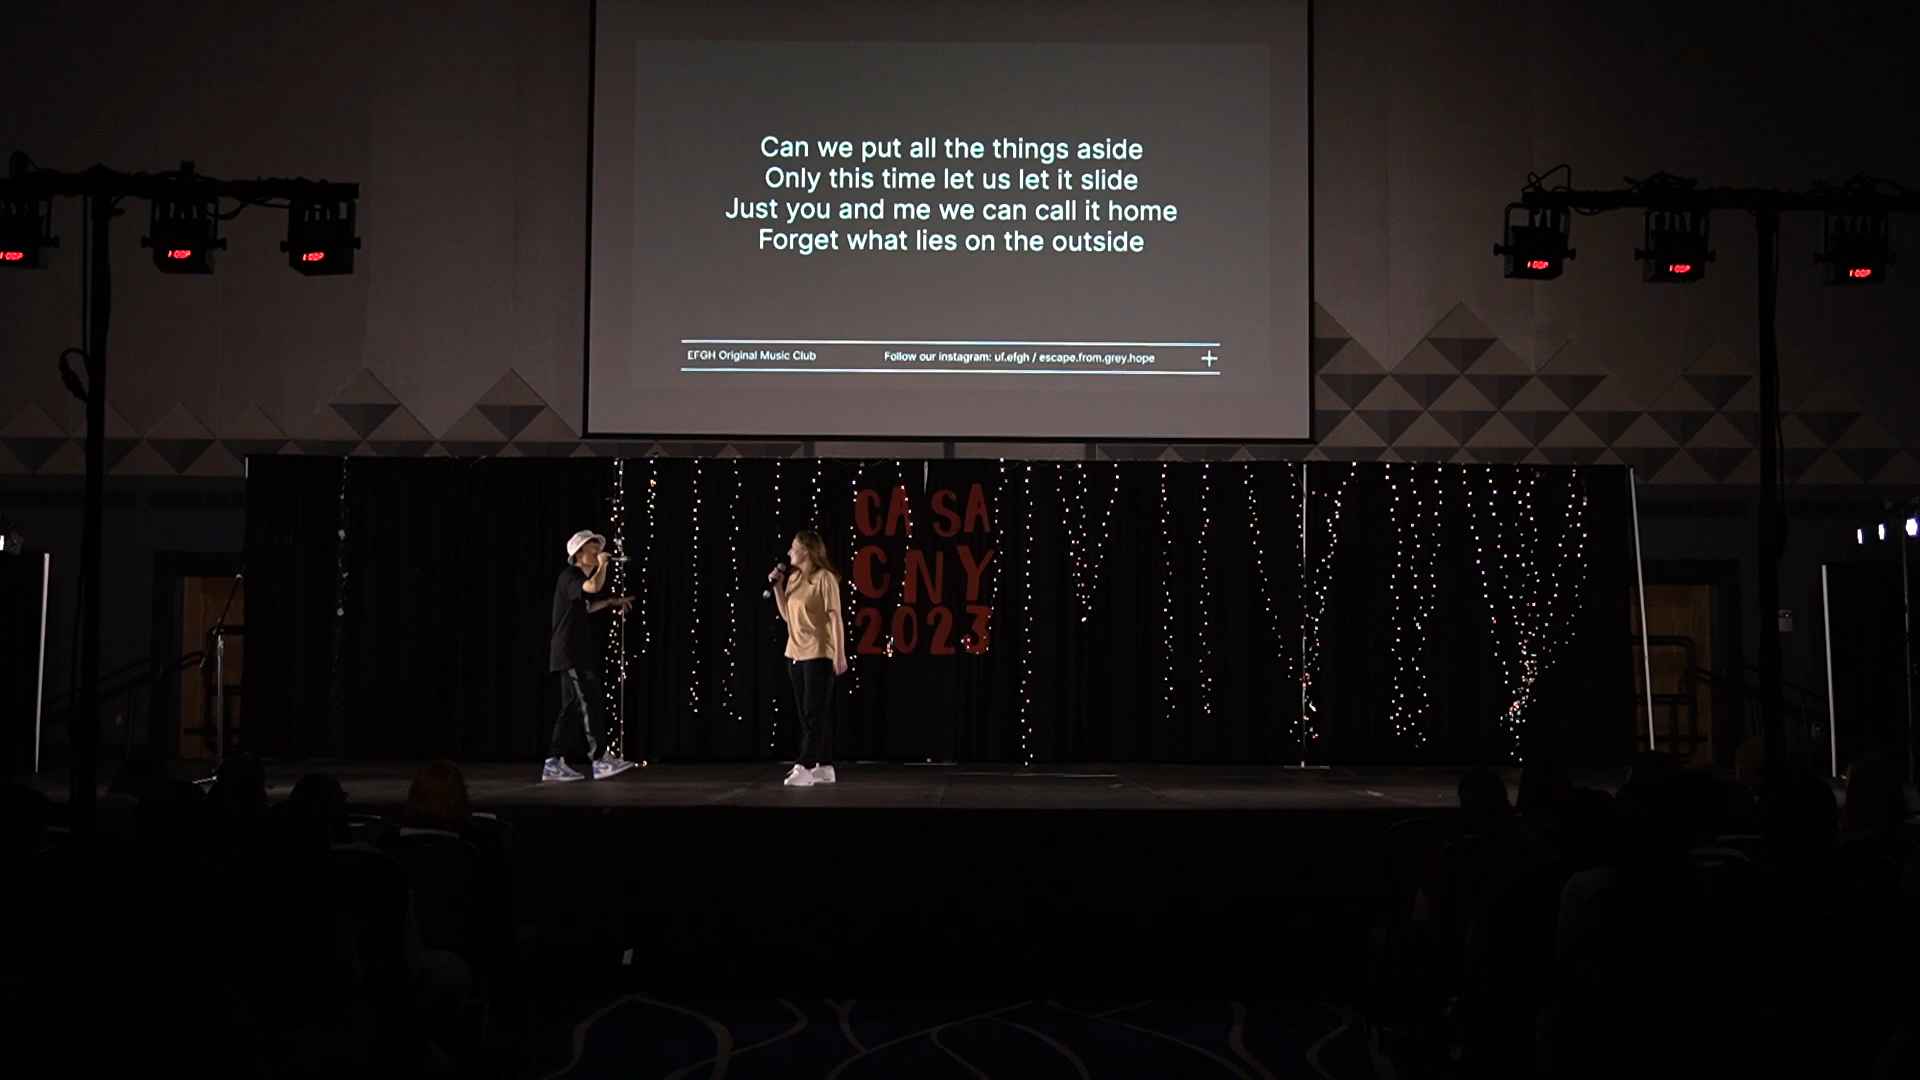 Can we put all the things aside
Only this time let us let it slide
Just you and me we can call it home
Forget what lies on the outside
EFGH Original Music Club
Follow our instagram: uf.efgh / escape.from.grey.hope
CASA
CNY
2023